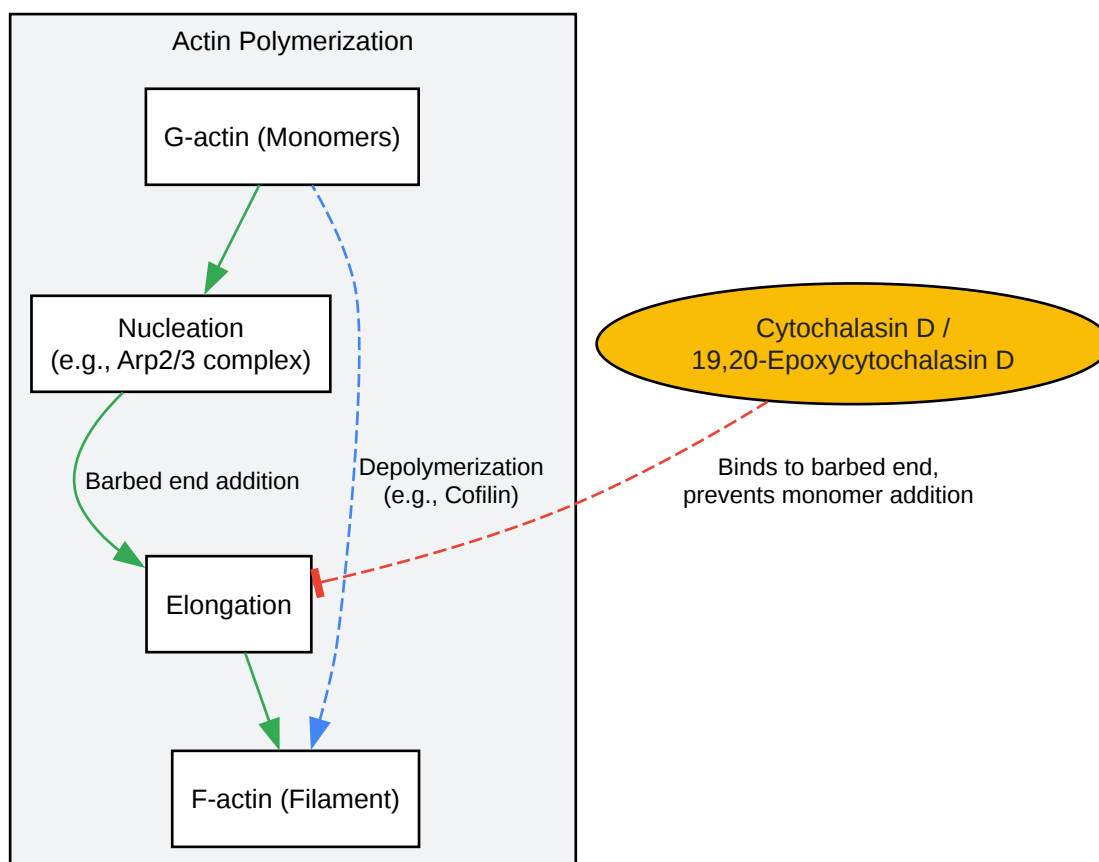 Actin Polymerization
G-actin (Monomers)
Nucleation
(e.g., Arp2/3 complex)
Cytochalasin D /
19,20-Epoxycytochalasin D
Barbed end addition
Depolymerization
(e.g., Cofilin)
Binds to barbed end,
prevents monomer addition
Elongation
F-actin (Filament)